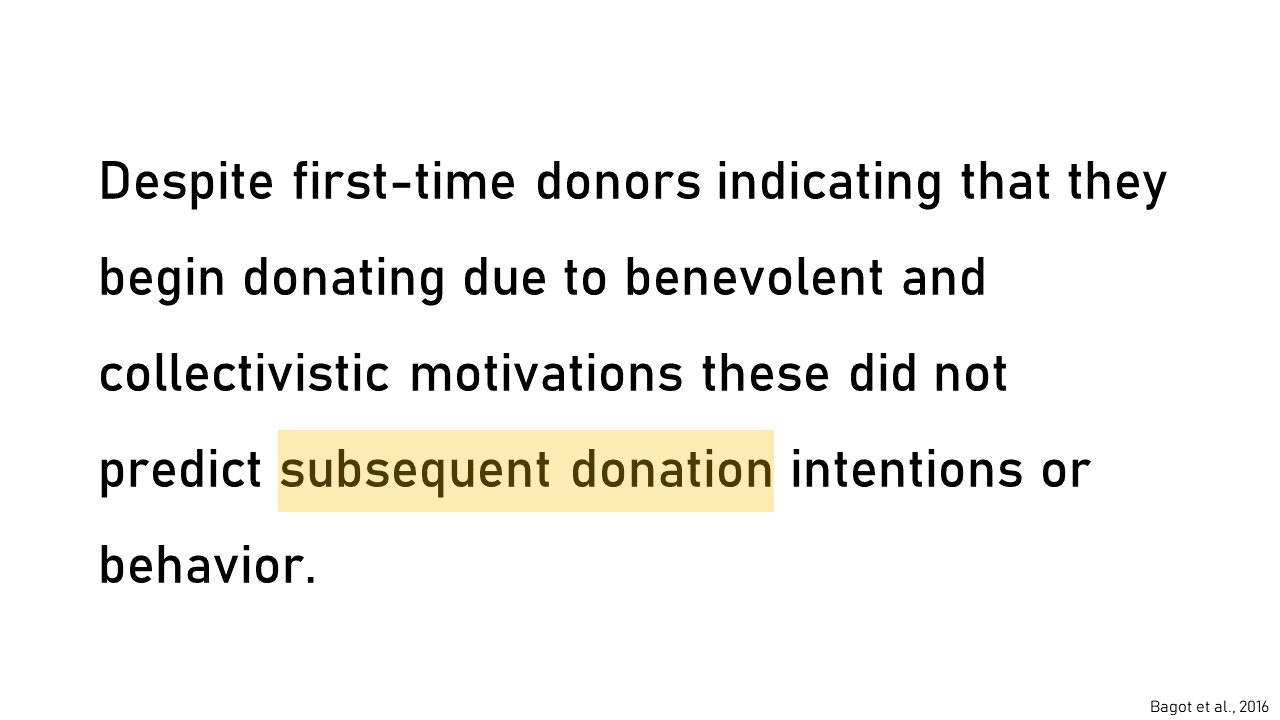 Despite first-time donors indicating that they
begin donating due to benevolent and
collectivistic motivations these did not
predict subsequent donation intentions or
behavior.
Bagot et al., 2016